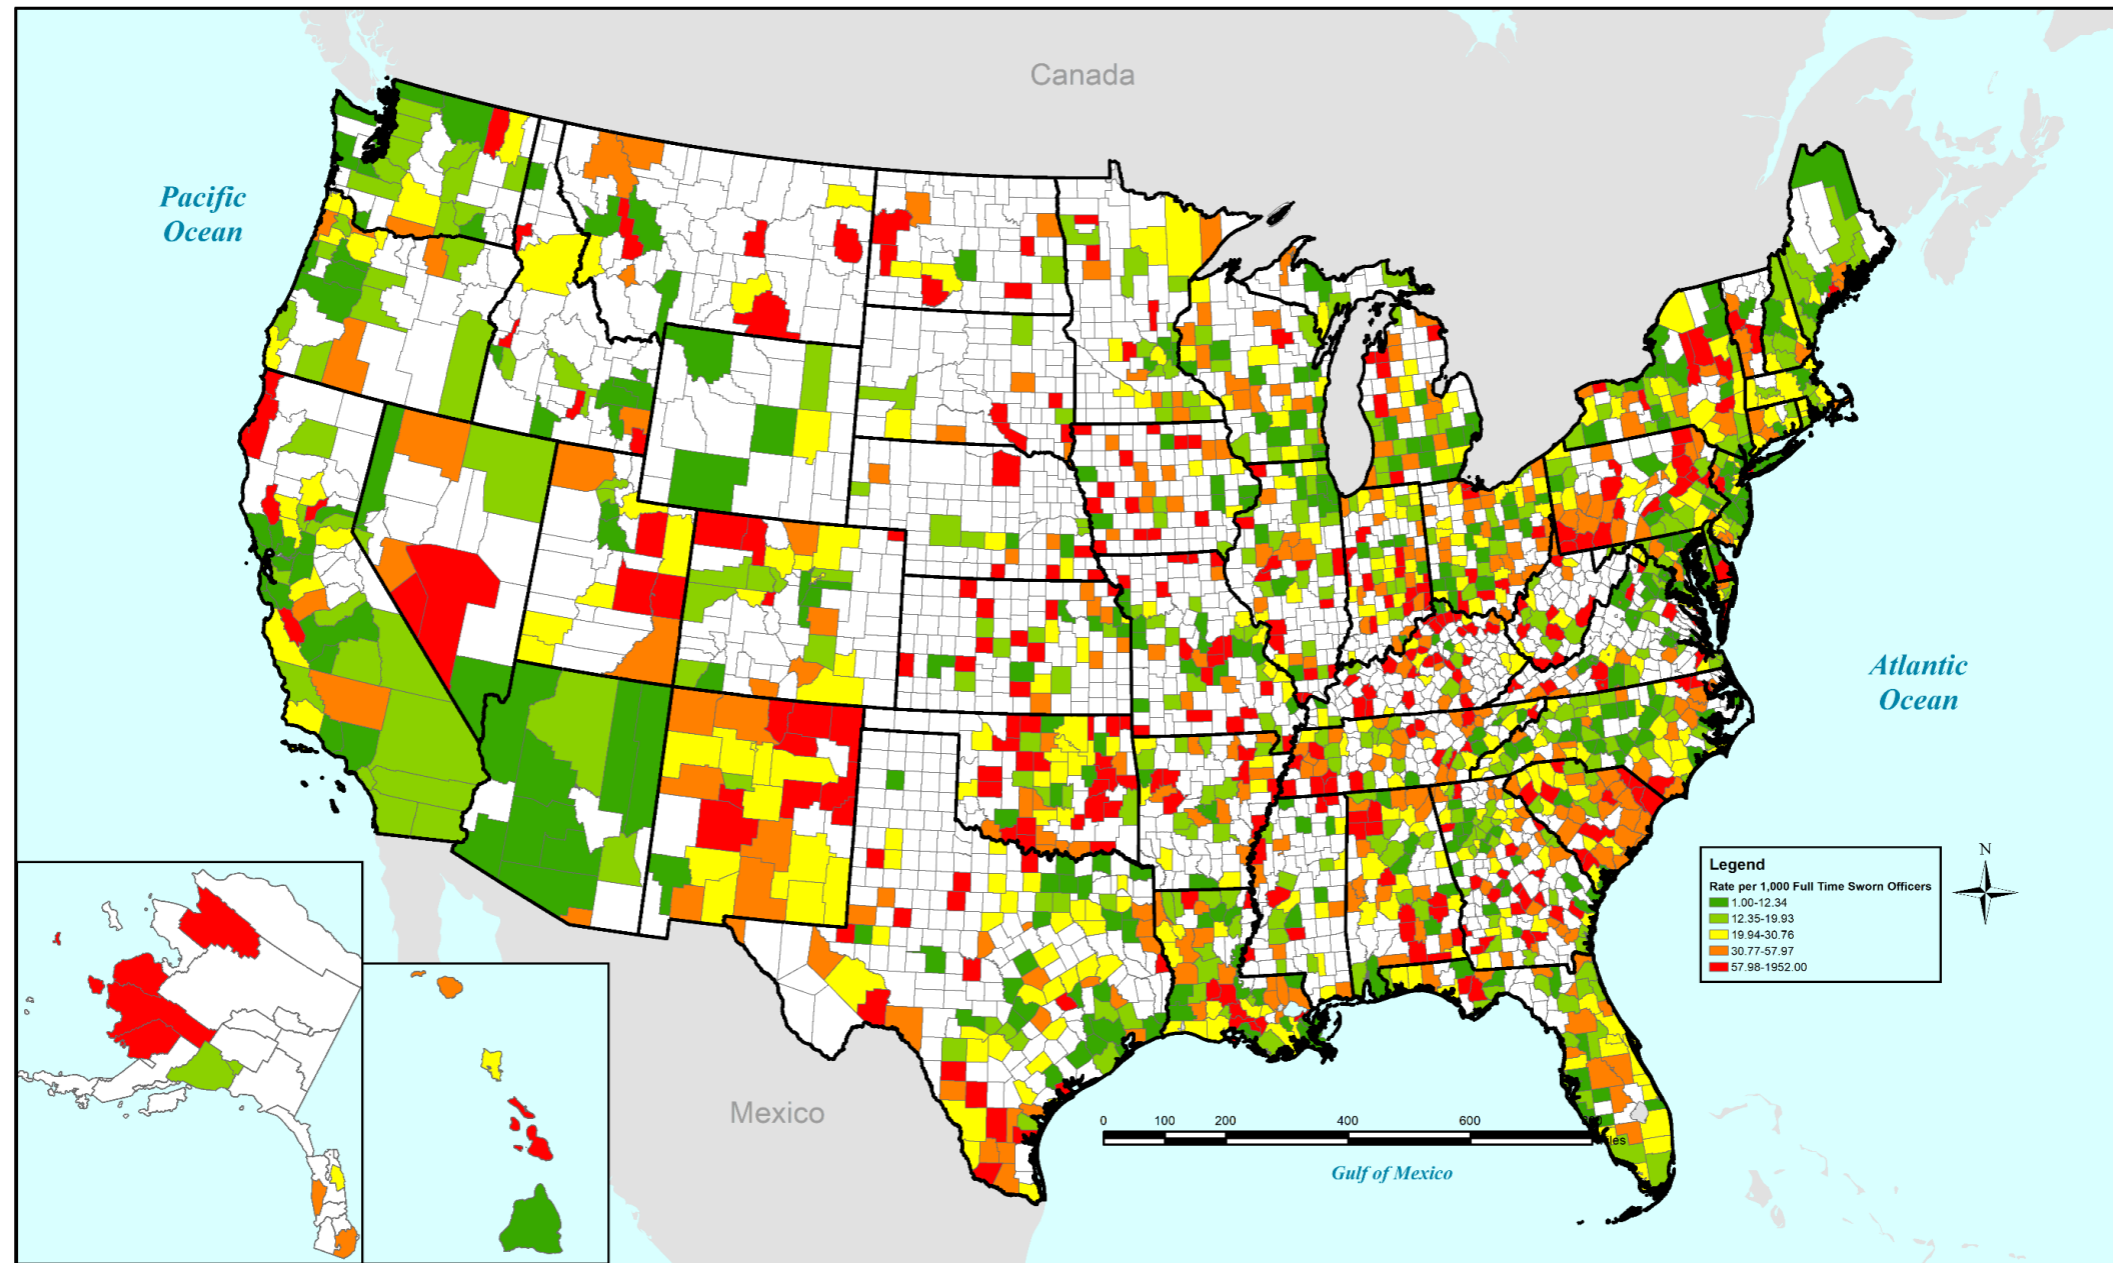 Canada
Pacific
Ocean
Atlantic
Ocean
N
Legend
Rate per 1,000 Full Time Sworn Officers
1.00-12.34
12.35-19.93
19.94-30.76
30.77-57.97
57.98-1952.00
Mexico
0 100 200 400 600
Gulf of Mexico